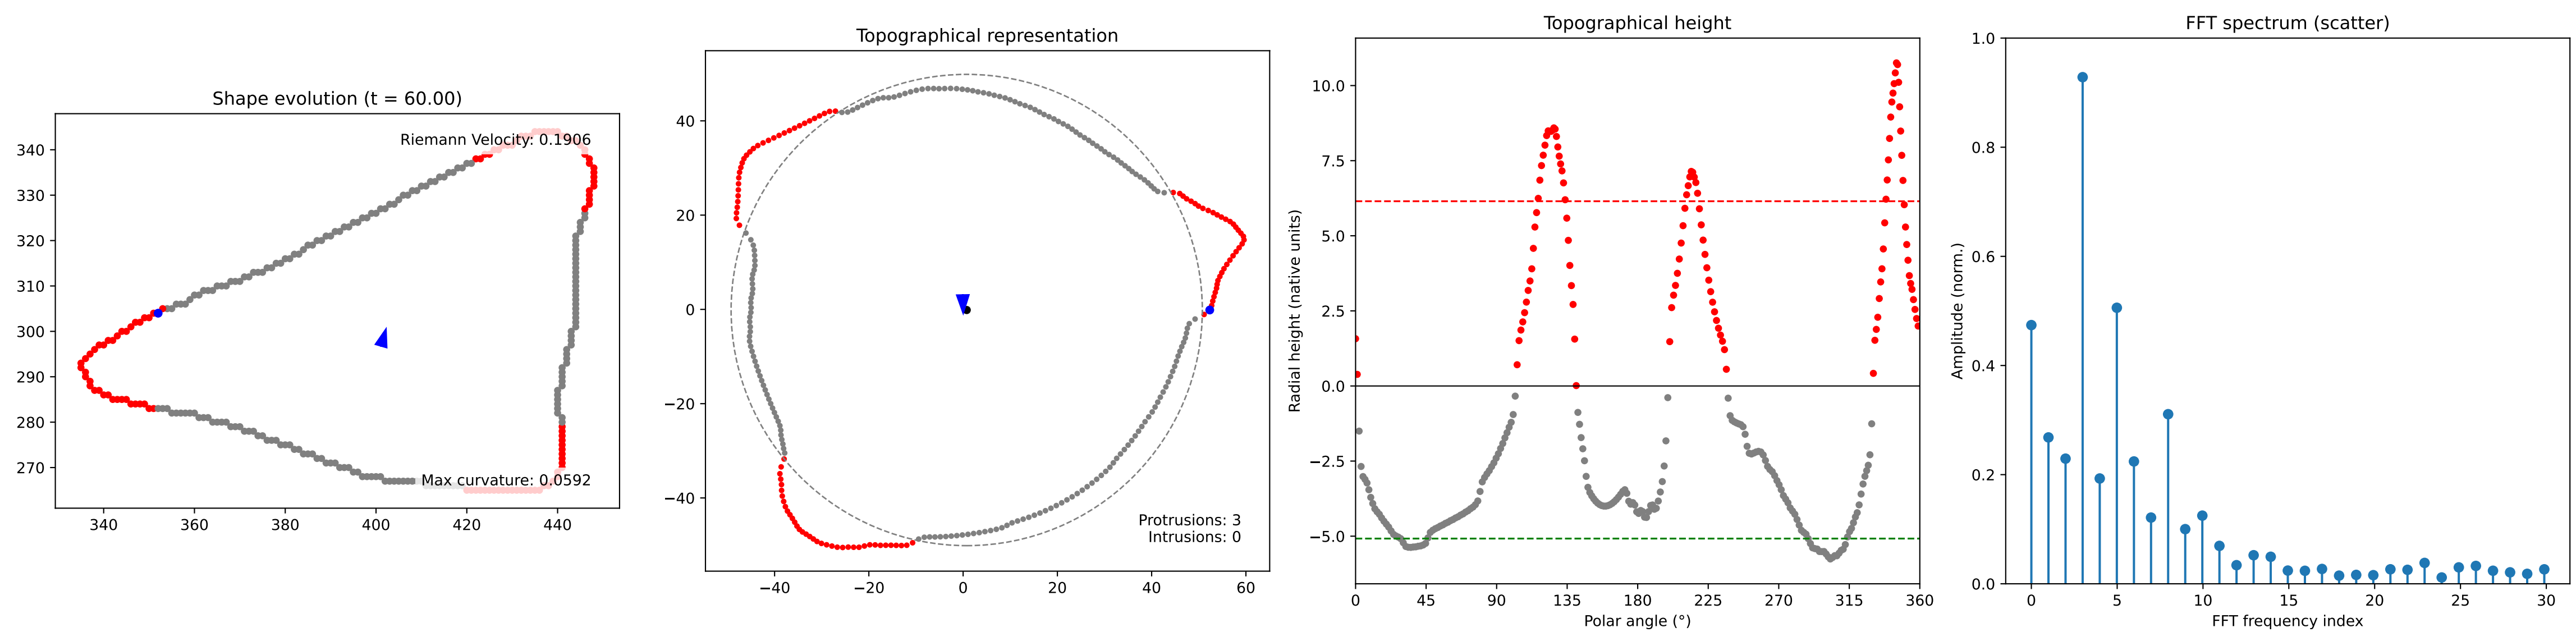 Shape evolution (t = 60.00)
Riemann Velocity: 0.1906
Max curvature: 0.0592
340
330
320
310
300
290
280
270
340 360 380 400 420 440
Topographical representation
40
20
0
−20
−40
−40 −20 0 20 40 60
Protrusions: 3
Intrusions: 0
Topographical height
Radial height (native units)
10.0
7.5
5.0
2.5
0.0
−2.5
−5.0
0 45 90 135 180 225 270 315 360
Polar angle (°)
FFT spectrum (scatter)
Amplitude (norm.)
1.0
0.8
0.6
0.4
0.2
0.0
0 5 10 15 20 25 30
FFT frequency index